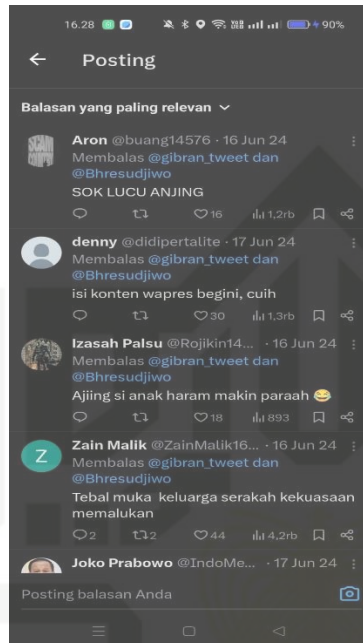 16.28 90%
Posting
Balasan yang paling relevan
Aron @buang14576 · 16 Jun 24
Membalas @gibran_tweet dan
@Bhresudjiwo
SOK LUCU ANJING
16 1,2rb
denny @didipertalite · 17 Jun 24
Membalas @gibran_tweet dan
@Bhresudjiwo
isi konten wapres begini, cuih
30 1,3rb
Izasah Palsu @Rojikin14... · 16 Jun 24
Membalas @gibran_tweet dan
@Bhresudjiwo
Ajiing si anak haram makin paraah 😂
18 893
Z
Zain Malik @ZainMalik16... · 16 Jun 24
Membalas @gibran_tweet dan
@Bhresudjiwo
Tebal muka keluarga serakah kekuasaan
memalukan
2 2 44 4,2rb
Joko Prabowo @IndoMe... · 17 Jun 24
Posting balasan Anda